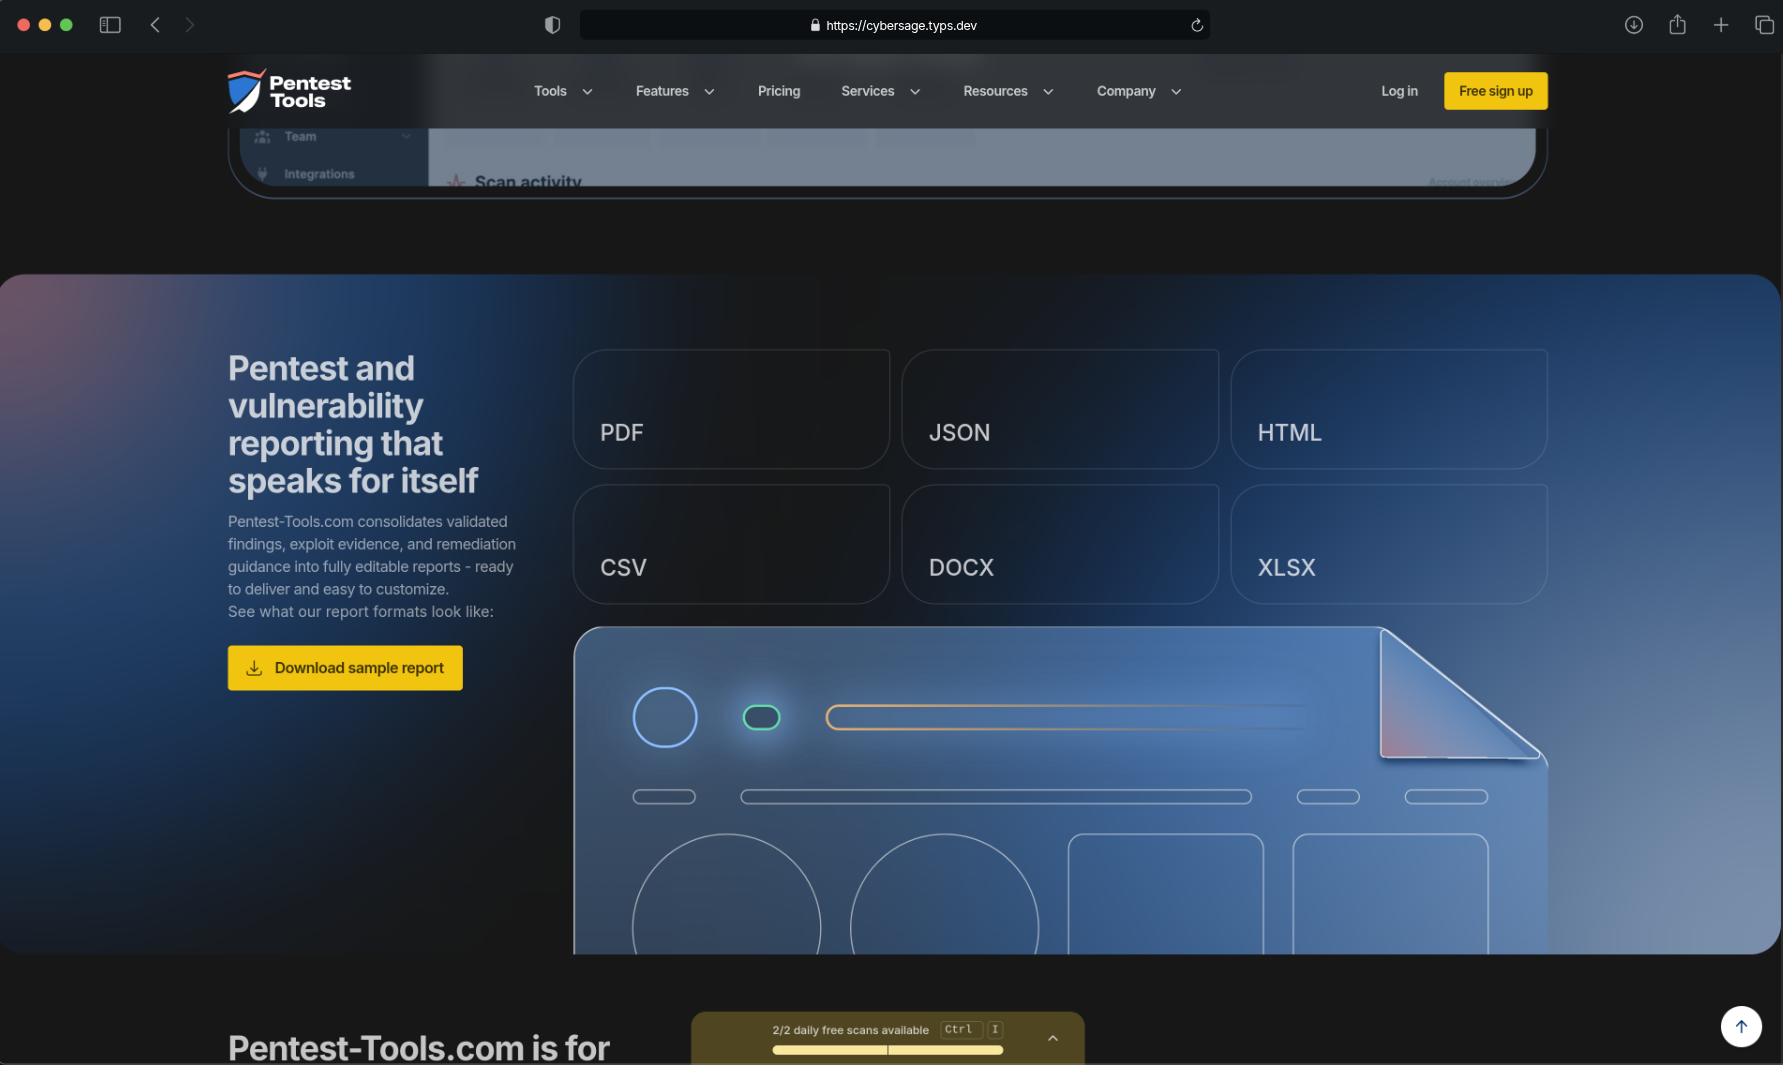 https://cybersage.typs.dev
Pentest
Tools
Tools
Features
Pricing
Services
Resources
Company
Log in
Free sign up
Team
Integrations
Scan activity
Account overview
Pentest and
vulnerability
reporting that
speaks for itself
Pentest-Tools.com consolidates validated
findings, exploit evidence, and remediation
guidance into fully editable reports - ready
to deliver and easy to customize.
See what our report formats look like:
Download sample report
PDF
JSON
HTML
CSV
DOCX
XLSX
Pentest-Tools.com is for
2/2 daily free scans available Ctrl I